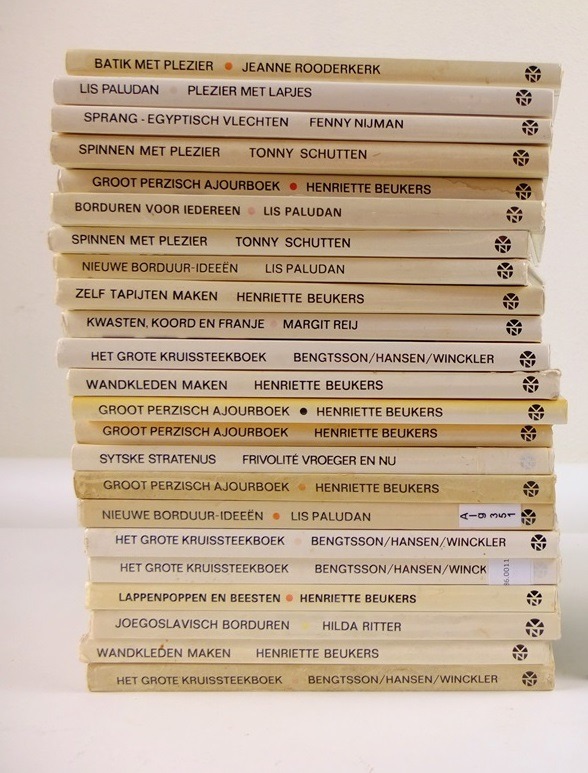 BATIK MET PLEZIER • JEANNE ROODERKERK
LIS PALUDAN • PLEZIER MET LAPJES
SPRANG - EGYPTISCH VLECHTEN FENNY NIJMAN
SPINNEN MET PLEZIER TONNY SCHUTTEN
GROOT PERZISCH AJOURBOEK • HENRIETTE BEUKERS
BORDUREN VOOR IEDEREEN • LIS PALUDAN
SPINNEN MET PLEZIER TONNY SCHUTTEN
NIEUWE BORDUUR-IDEEËN LIS PALUDAN
ZELF TAPIJTEN MAKEN HENRIETTE BEUKERS
KWASTEN, KOORD EN FRANJE • MARGIT REIJ
HET GROTE KRUISSTEEKBOEK BENGTSSON/HANSEN/WINCKLER
WANDKLEDEN MAKEN HENRIETTE BEUKERS
GROOT PERZISCH AJOURBOEK • HENRIETTE BEUKERS
GROOT PERZISCH AJOURBOEK HENRIETTE BEUKERS
SYTSKE STRATENUS FRIVOLITÉ VROEGER EN NU
GROOT PERZISCH AJOURBOEK • HENRIETTE BEUKERS
NIEUWE BORDUUR-IDEEËN • LIS PALUDAN
HET GROTE KRUISSTEEKBOEK • BENGTSSON/HANSEN/WINCKLER
HET GROTE KRUISSTEEKBOEK BENGTSSON/HANSEN/WINCK
LAPPENPOPPEN EN BEESTEN • HENRIETTE BEUKERS
JOEGOSLAVISCH BORDUREN • HILDA RITTER
WANDKLEDEN MAKEN HENRIETTE BEUKERS
HET GROTE KRUISSTEEKBOEK BENGTSSON/HANSEN/WINCKLER